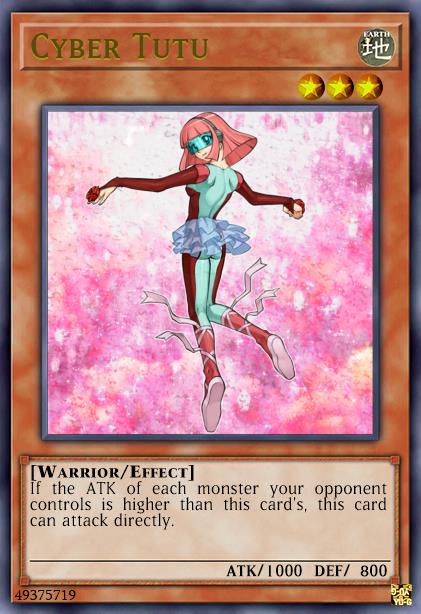 CYBER TUTU
EARTH
地
[WARRIOR/EFFECT]
If the ATK of each monster your opponent
controls is higher than this card's, this card
can attack directly.
ATK/1000 DEF/ 800
49375719